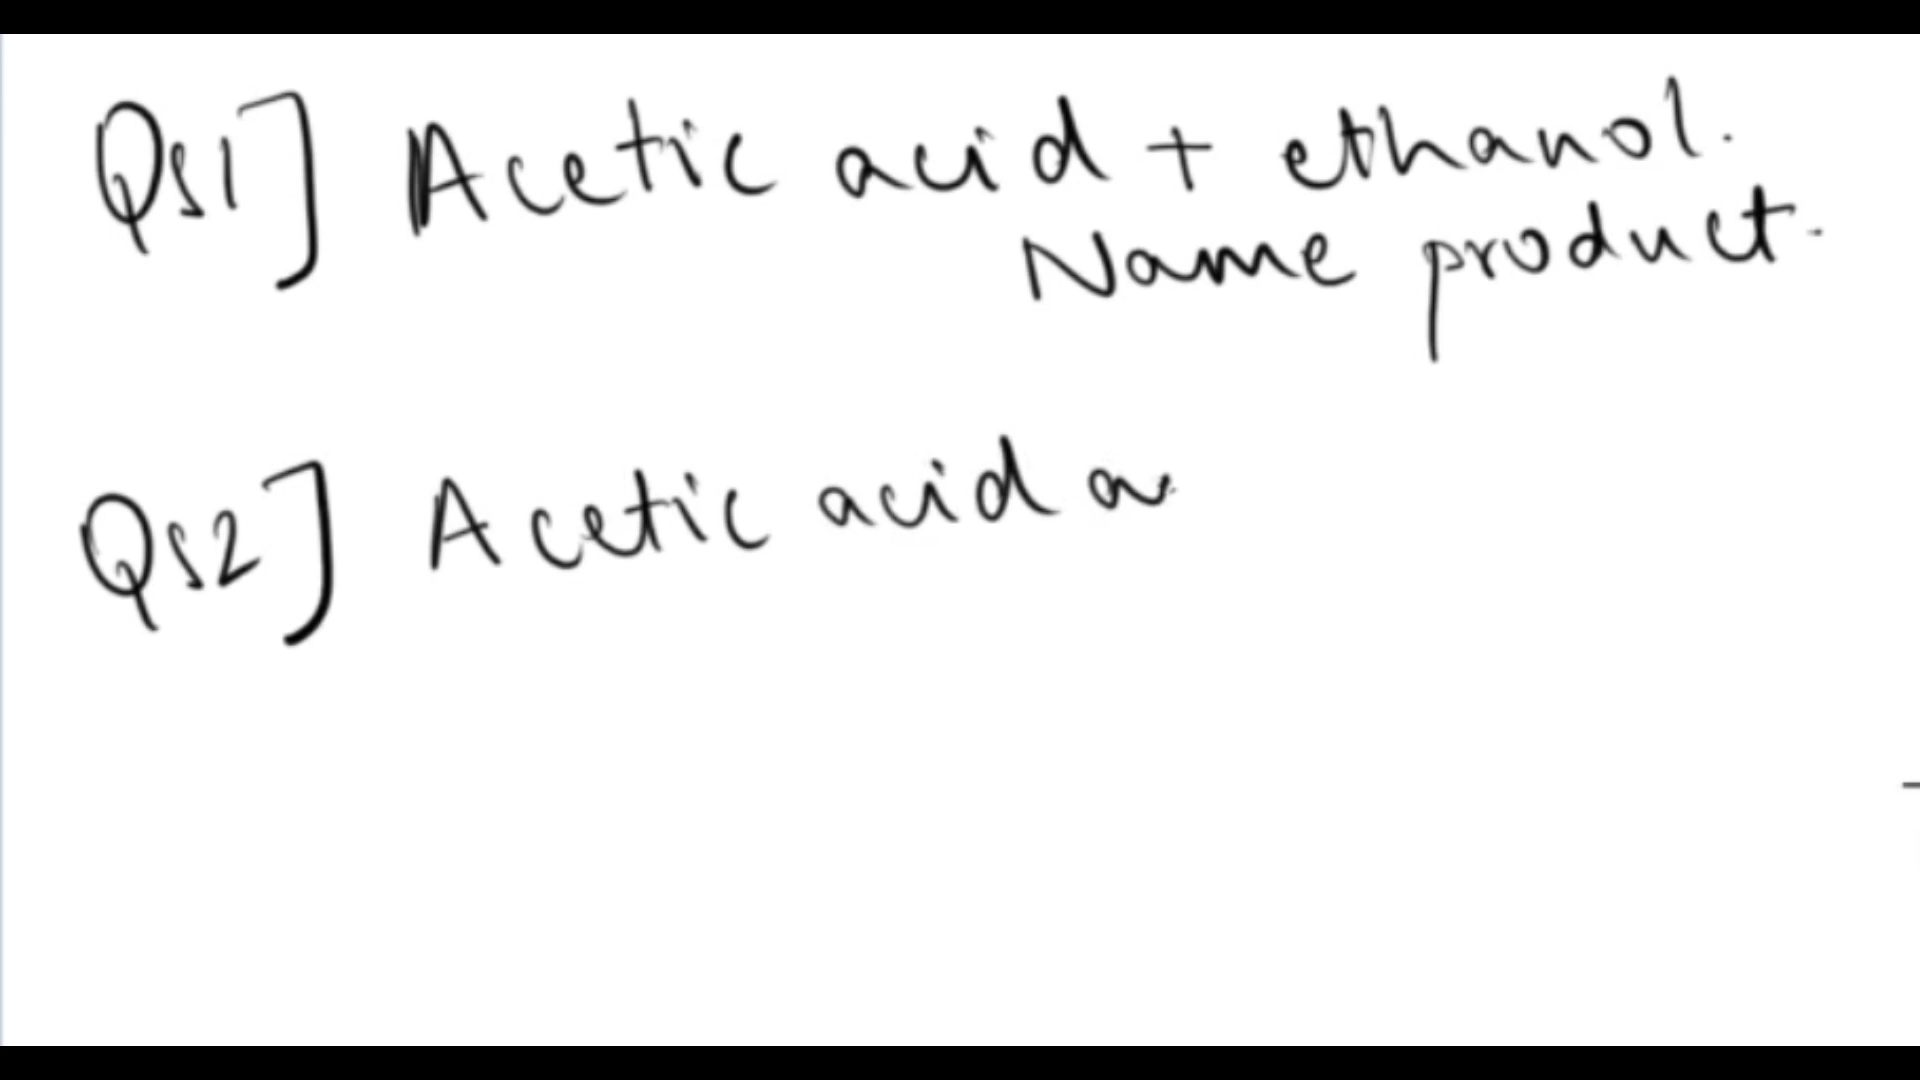 Qs1] Acetic acid + ethanol.
Name product.
Qs2] Acetic acid